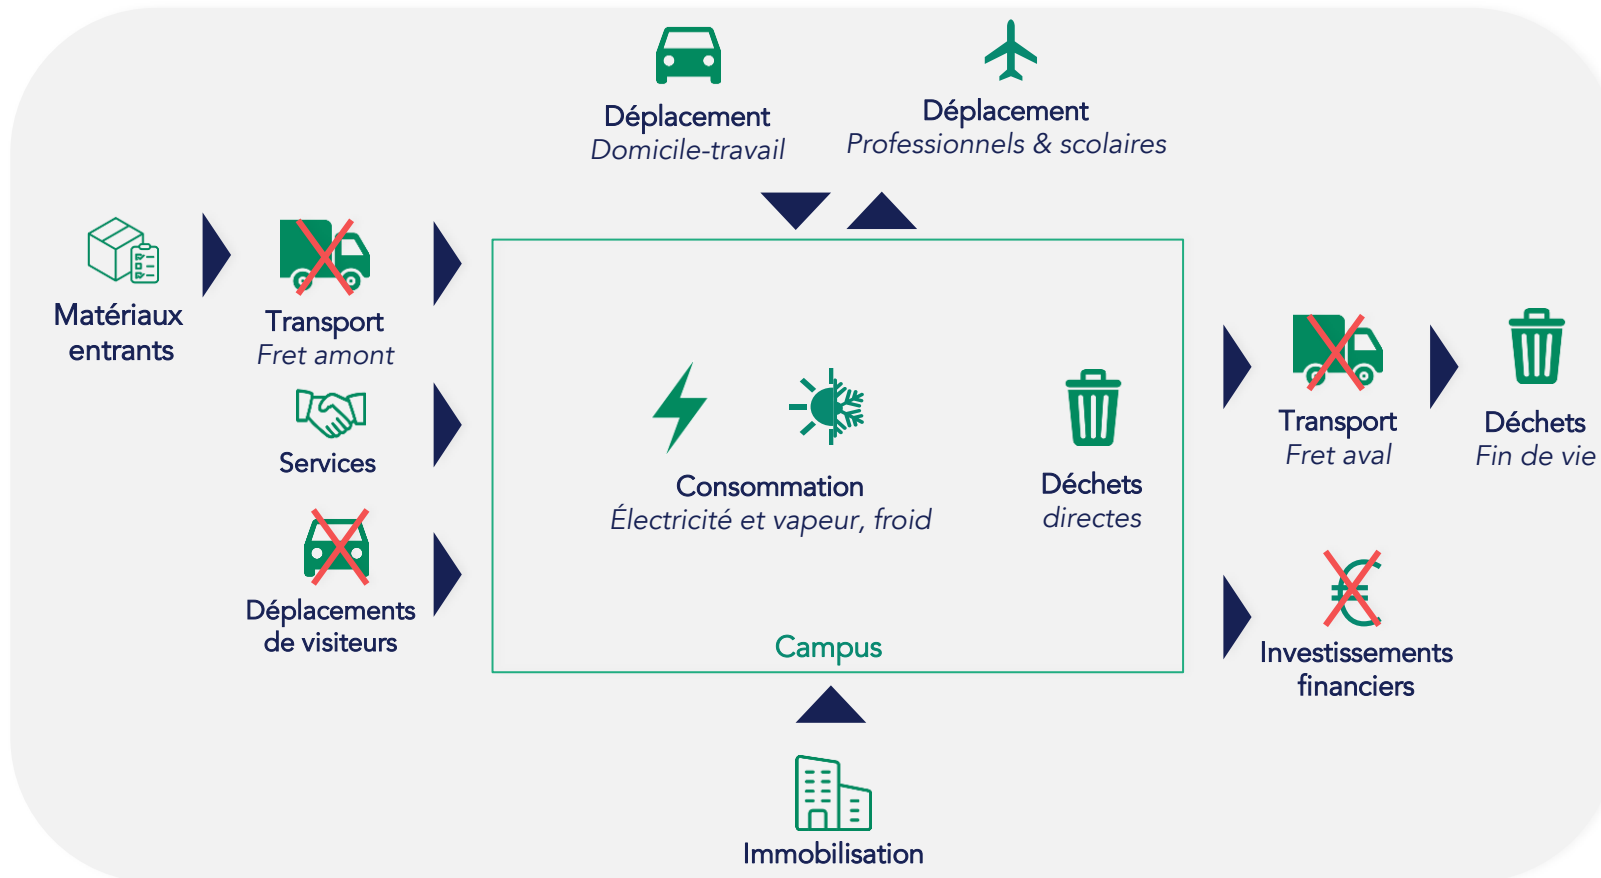 Déplacement
Domicile-travail
Déplacement
Professionnels & scolaires
Matériaux
entrants
Transport
Fret amont
Services
Déplacements
de visiteurs
Consommation
Électricité et vapeur, froid
Déchets
directes
Campus
Transport
Fret aval
Déchets
Fin de vie
Investissements
financiers
Immobilisation